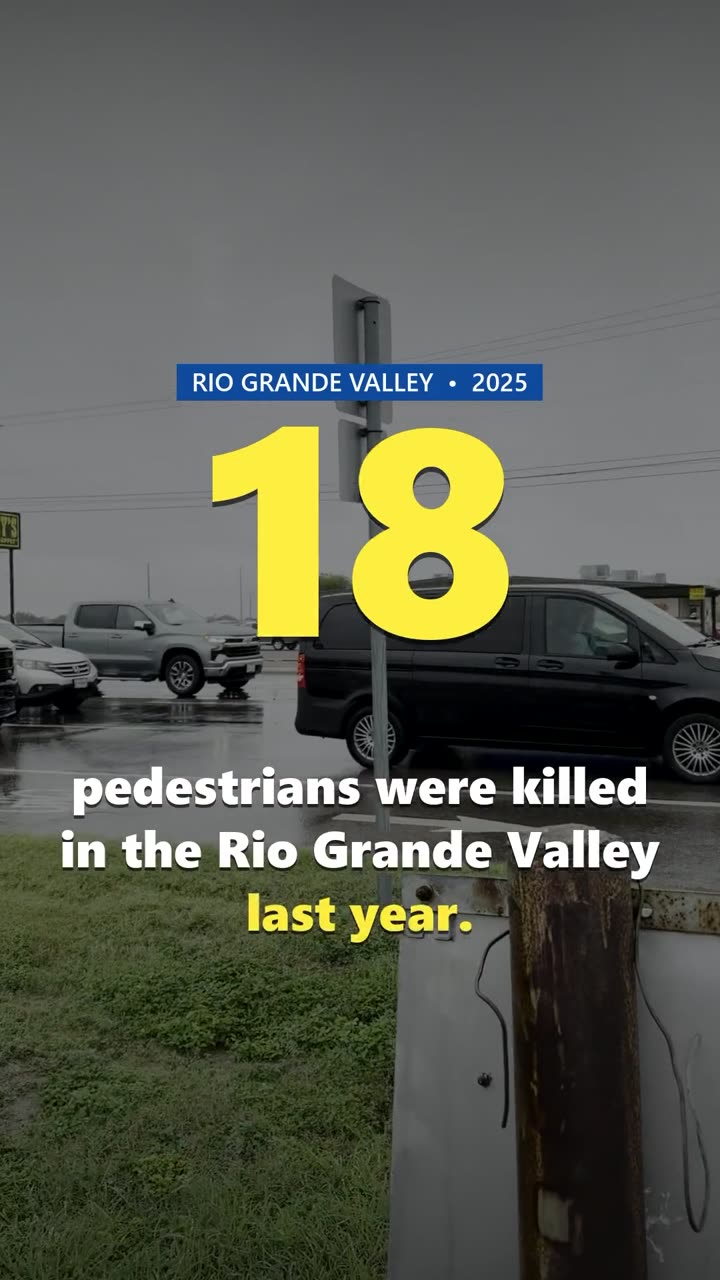 RIO GRANDE VALLEY • 2025
18
pedestrians were killed
in the Rio Grande Valley
last year.